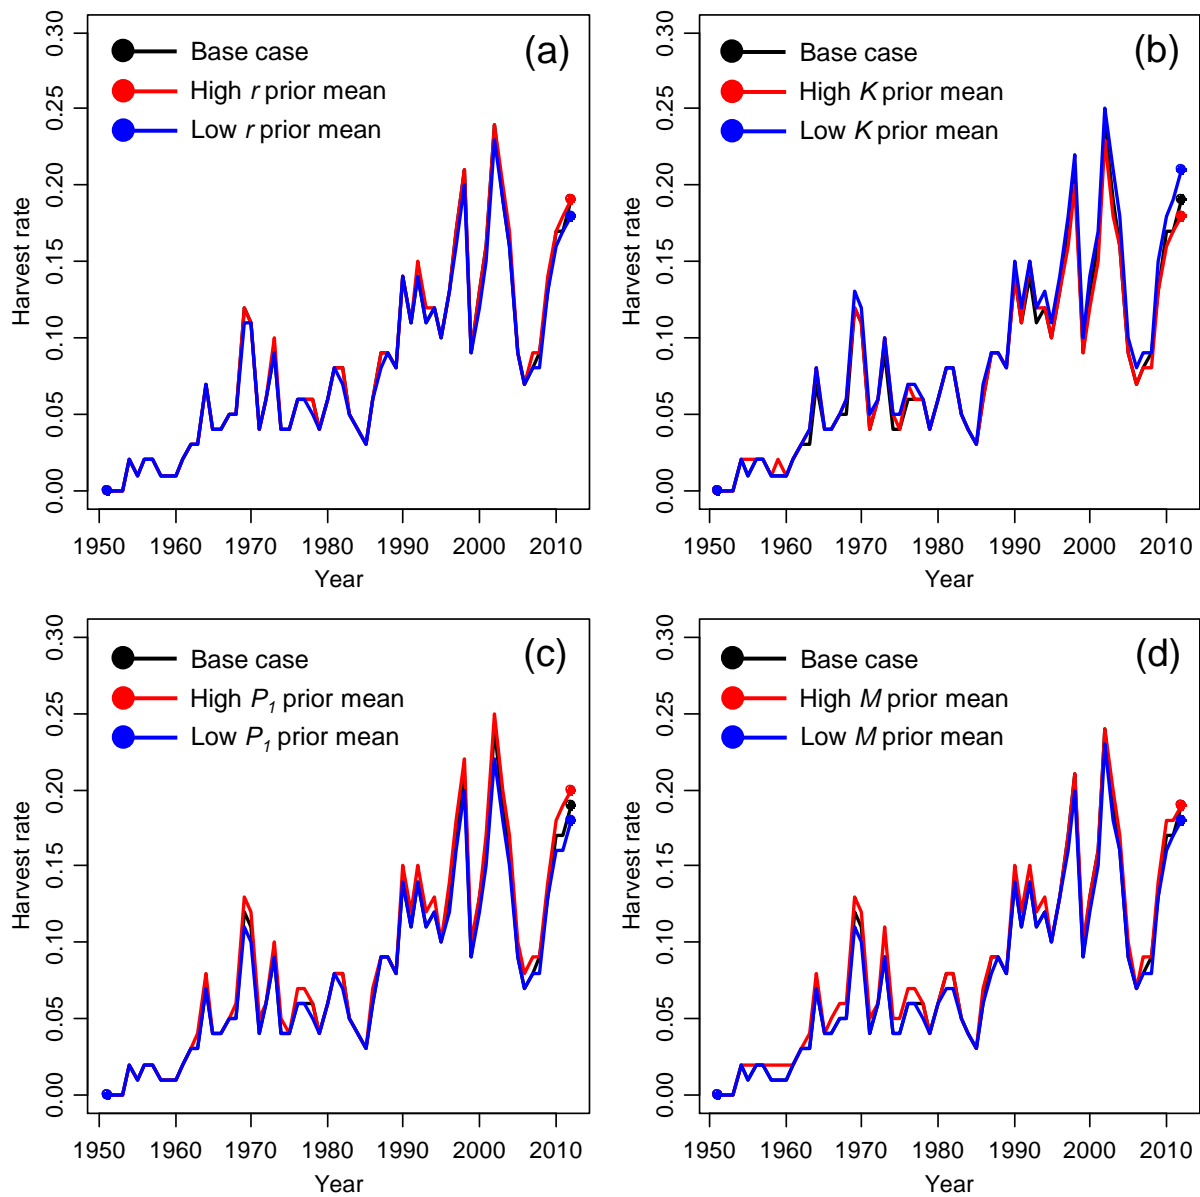 (a)
Base case
High r prior mean
Low r prior mean
Harvest rate
0.30
0.25
0.20
0.15
0.10
0.05
0.00
1950 1960 1970 1980 1990 2000 2010
Year
(b)
Base case
High K prior mean
Low K prior mean
Harvest rate
0.30
0.25
0.20
0.15
0.10
0.05
0.00
1950 1960 1970 1980 1990 2000 2010
Year
(c)
Base case
High P1 prior mean
Low P1 prior mean
Harvest rate
0.30
0.25
0.20
0.15
0.10
0.05
0.00
1950 1960 1970 1980 1990 2000 2010
Year
(d)
Base case
High M prior mean
Low M prior mean
Harvest rate
0.30
0.25
0.20
0.15
0.10
0.05
0.00
1950 1960 1970 1980 1990 2000 2010
Year